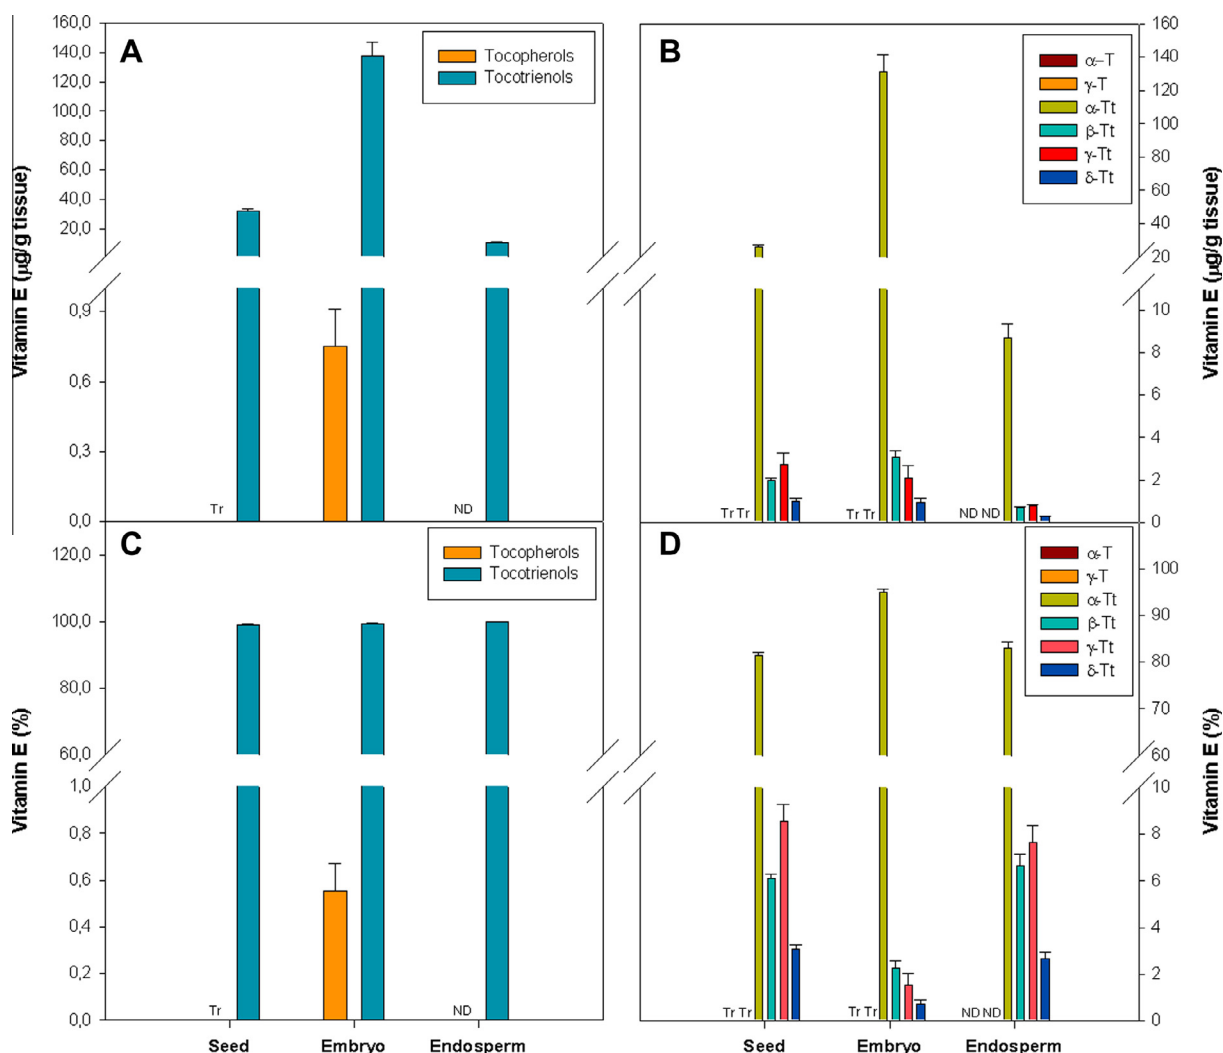 A
160,0
140,0
120,0
100,0
80,0
60,0
40,0
20,0
0,9
0,6
0,3
0,0
Vitamin E (µg/g tissue)
Tocopherols
Tocotrienols
Tr
ND
B
160
140
120
100
80
60
40
20
10
8
6
4
2
0
Vitamin E (µg/g tissue)
α–T
γ-T
α-Tt
β-Tt
γ-Tt
δ-Tt
Tr Tr
Tr Tr
ND ND
C
120,0
100,0
80,0
60,0
1,0
0,8
0,6
0,4
0,2
0,0
Vitamin E (%)
Tocopherols
Tocotrienols
Tr
ND
Seed
Embryo
Endosperm
D
100
90
80
70
60
10
8
6
4
2
0
Vitamin E (%)
α-T
γ-T
α-Tt
β-Tt
γ-Tt
δ-Tt
Tr Tr
Tr Tr
ND ND
Seed
Embryo
Endosperm